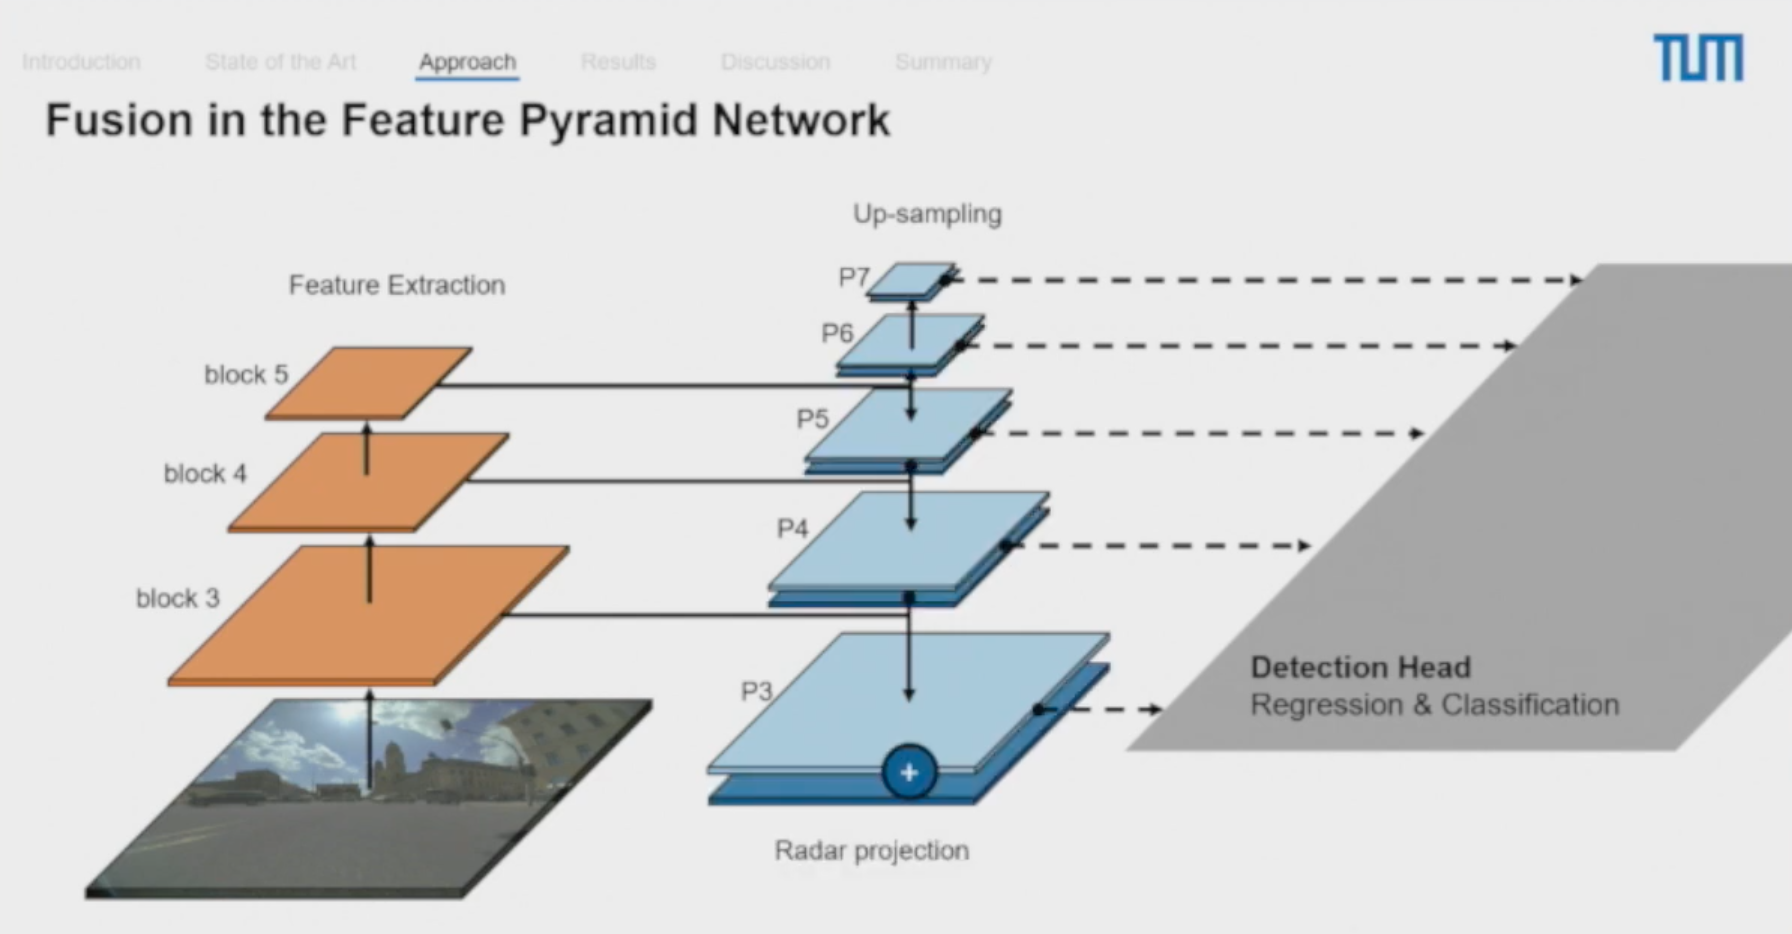 Introduction State of the Art Approach Results Discussion Summary
TUM
Fusion in the Feature Pyramid Network
Up-sampling
Feature Extraction
P7
P6
block 5
P5
block 4
P4
block 3
P3
+
Detection Head
Regression & Classification
Radar projection